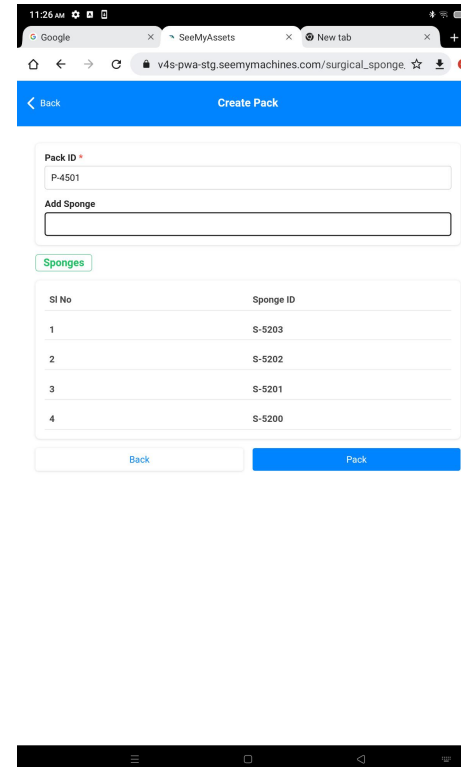 11:26 AM
Google
SeeMyAssets
New tab
v4s-pwa-stg.seemymachines.com/surgical_sponge
Back
Create Pack
Pack ID *
P-4501
Add Sponge
Sponges
Sl No Sponge ID
1 S-5203
2 S-5202
3 S-5201
4 S-5200
Back
Pack